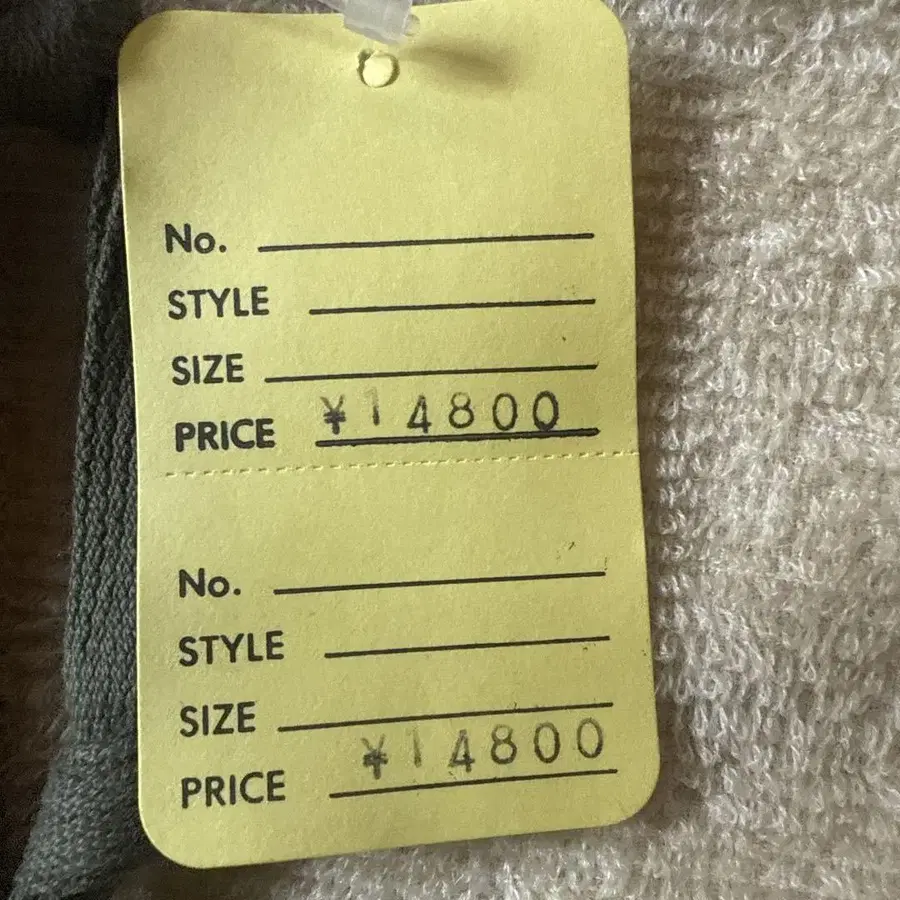 No.
STYLE
SIZE
PRICE ¥14800
No.
STYLE
SIZE
PRICE ¥14800